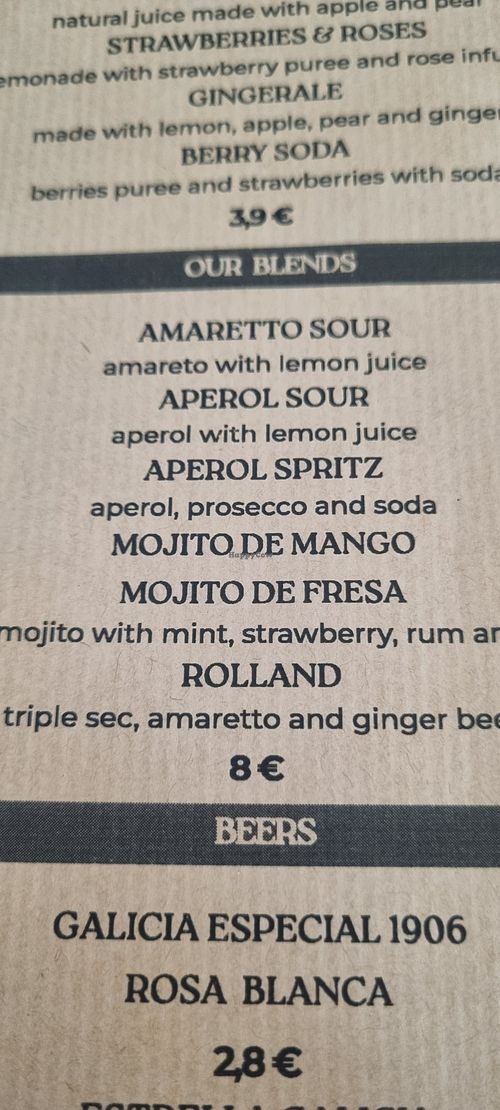 natural juice made with apple and pear
STRAWBERRIES & ROSES
emonade with strawberry puree and rose infu
GINGERALE
made with lemon, apple, pear and ginge
BERRY SODA
berries puree and strawberries with soda
3,9 €
OUR BLENDS
AMARETTO SOUR
amareto with lemon juice
APEROL SOUR
aperol with lemon juice
APEROL SPRITZ
aperol, prosecco and soda
MOJITO DE MANGO
HappyCow
MOJITO DE FRESA
mojito with mint, strawberry, rum an
ROLLAND
triple sec, amaretto and ginger bee
8 €
BEERS
GALICIA ESPECIAL 1906
ROSA BLANCA
2,8 €